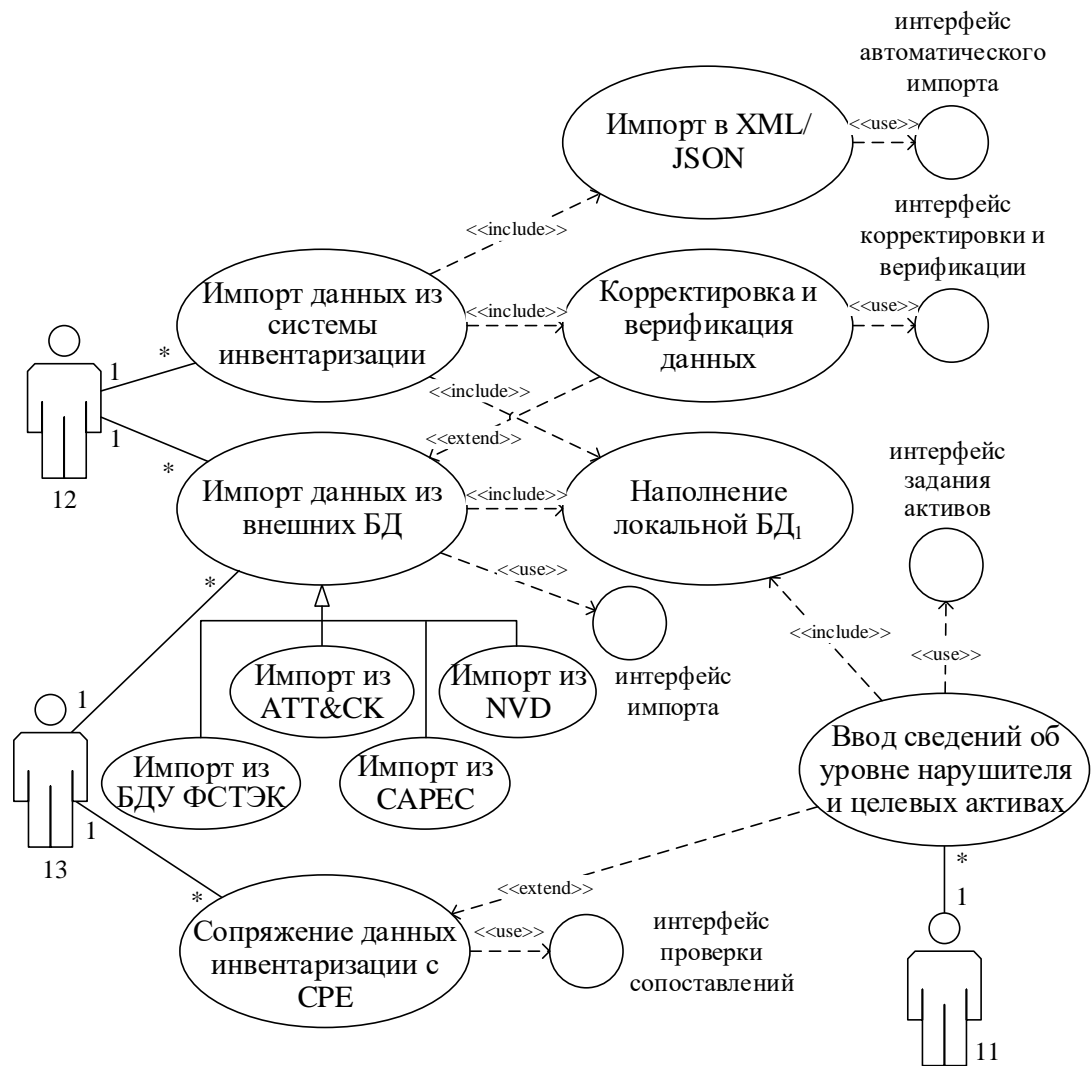 интерфейс
автоматического
импорта
Импорт в XML/
JSON
<<use>>
<<include>>
интерфейс
корректировки и
верификации
Импорт данных из
системы
инвентаризации
<<include>>
Корректировка и
верификация
данных
<<use>>
1
*
1
*
12
<<include>>
<<extend>>
Импорт данных из
внешних БД
<<include>>
Наполнение
локальной БД1
интерфейс
задания
активов
<<use>>
*
1
Импорт из
ATT&CK
Импорт из
NVD
интерфейс
импорта
<<include>>
<<use>>
Импорт из
БДУ ФСТЭК
Импорт из
CAPEC
Ввод сведений об
уровне нарушителя
и целевых активах
1
13
*
<<extend>>
*
1
Сопряжение данных
инвентаризации с
CPE
<<use>>
интерфейс
проверки
сопоставлений
11